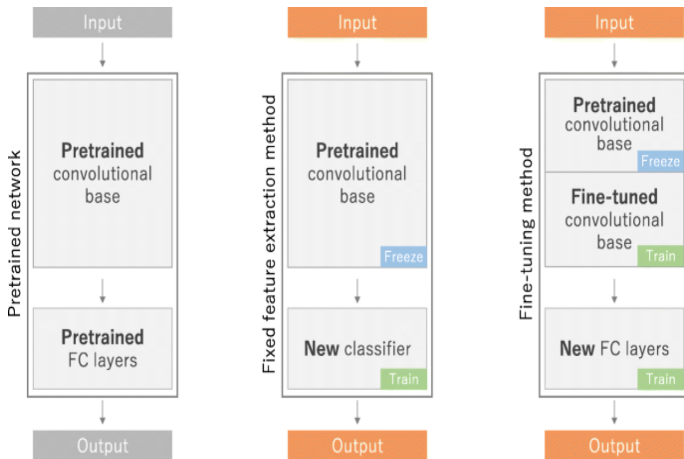 Pretrained network
Input
Pretrained
convolutional
base
Pretrained
FC layers
Output
Fixed feature extraction method
Input
Pretrained
convolutional
base
Freeze
New classifier
Train
Output
Fine-tuning method
Input
Pretrained
convolutional
base
Freeze
Fine-tuned
convolutional
base
Train
New FC layers
Train
Output